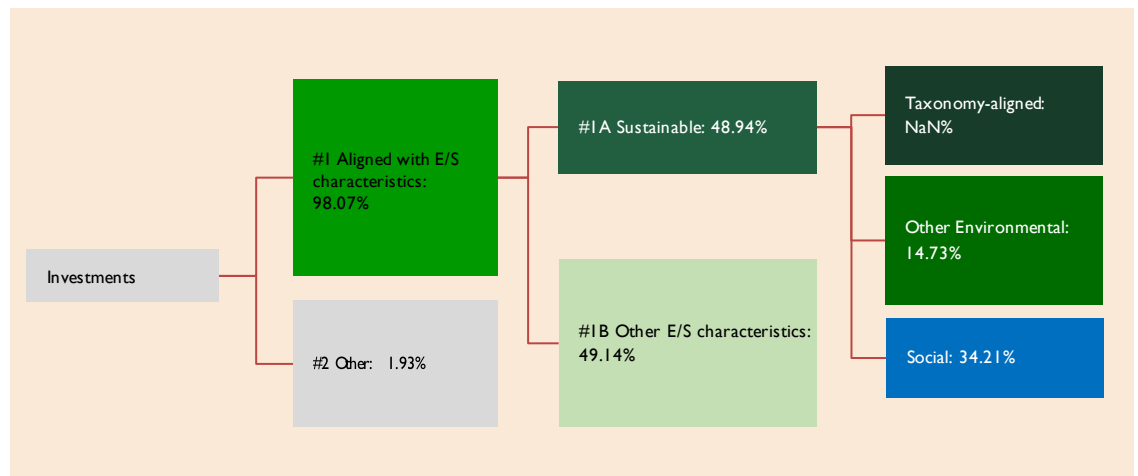 Investments
#1 Aligned with E/S
characteristics:
98.07%
#2 Other: 1.93%
#1A Sustainable: 48.94%
#1B Other E/S characteristics:
49.14%
Taxonomy-aligned:
NaN%
Other Environmental:
14.73%
Social: 34.21%